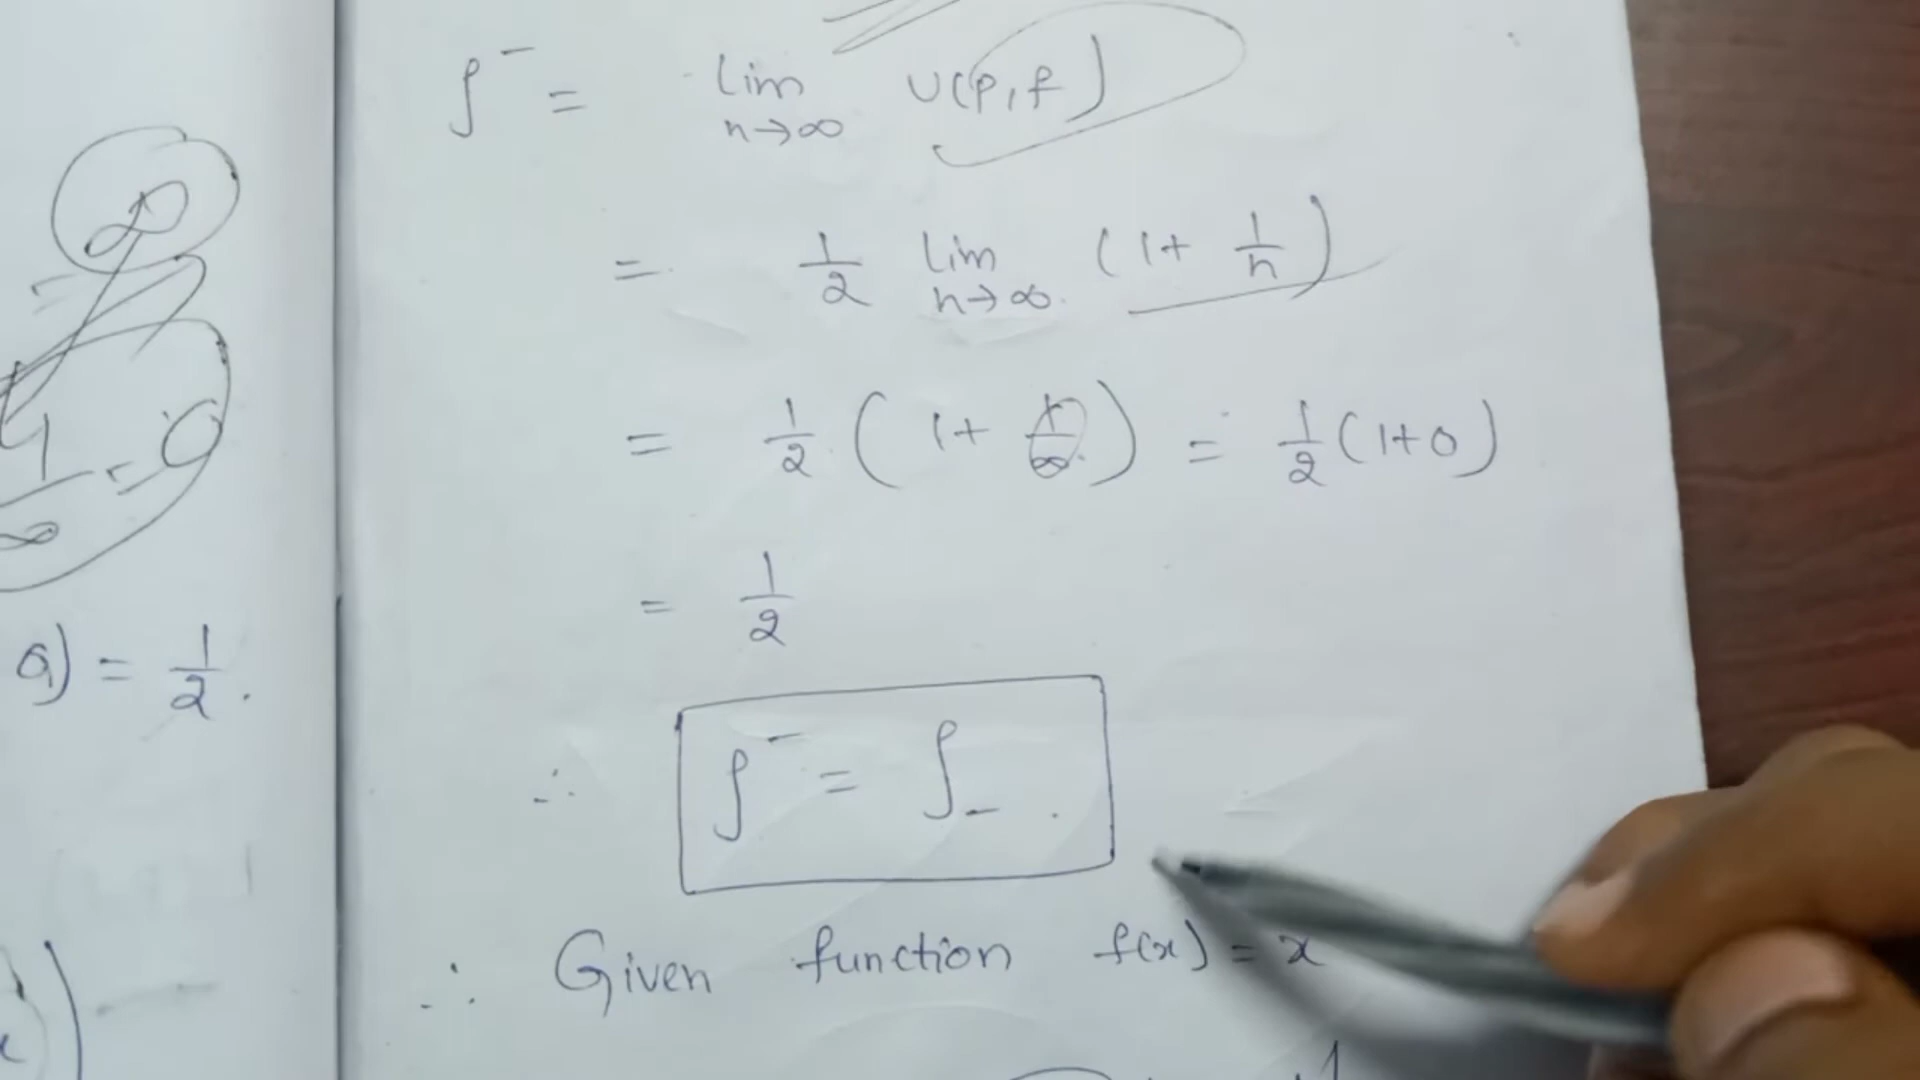 ∫⁻ = lim n→∞ U(P,f)
= 1/2 lim n→∞ (1 + 1/n)
= 1/2 (1 + 1/∞) = 1/2 (1+0)
= 1/2
∴ ∫⁻ = ∫₋ .
∴ Given function f(x) = x
∞
0) = 1/2 .